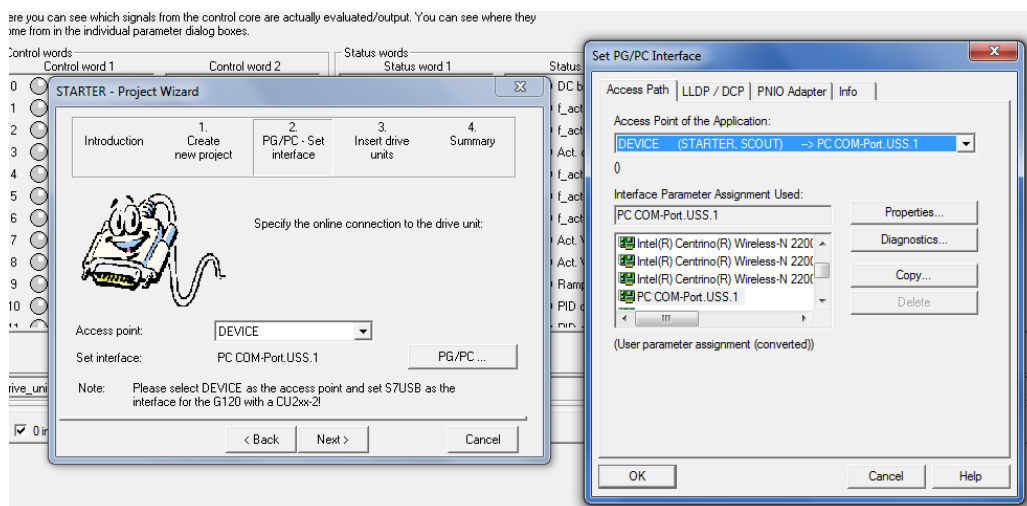 ere you can see which signals from the control core are actually evaluated/output. You can see where they
ome from in the individual parameter dialog boxes.
Control words
Control word 1 Control word 2
Status words
Status word 1 Status
0
1
2
3
4
5
6
7
8
9
10
11
DC b
f_act
f_act
Act.
f_act
f_act
f_act
Act. V
Act. V
Ramp
PID
PID
rive_uni
0 in
STARTER - Project Wizard
Introduction
1.
Create
new project
2.
PG/PC - Set
interface
3.
Insert drive
units
4.
Summary
Specify the online connection to the drive unit:
Access point: DEVICE
Set interface: PC COM-Port.USS.1 PG/PC ...
Note: Please select DEVICE as the access point and set S7USB as the
interface for the G120 with a CU2xx-2!
< Back Next > Cancel
Set PG/PC Interface
Access Path LLDP / DCP PNIO Adapter Info
Access Point of the Application:
DEVICE (STARTER, SCOUT) --> PC COM-Port.USS.1
()
Interface Parameter Assignment Used:
PC COM-Port.USS.1 Properties...
Intel(R) Centrino(R) Wireless-N 2200
Diagnostics...
Intel(R) Centrino(R) Wireless-N 2200
Intel(R) Centrino(R) Wireless-N 2200
Copy...
PC COM-Port.USS.1
Delete
(User parameter assignment (converted))
OK Cancel Help